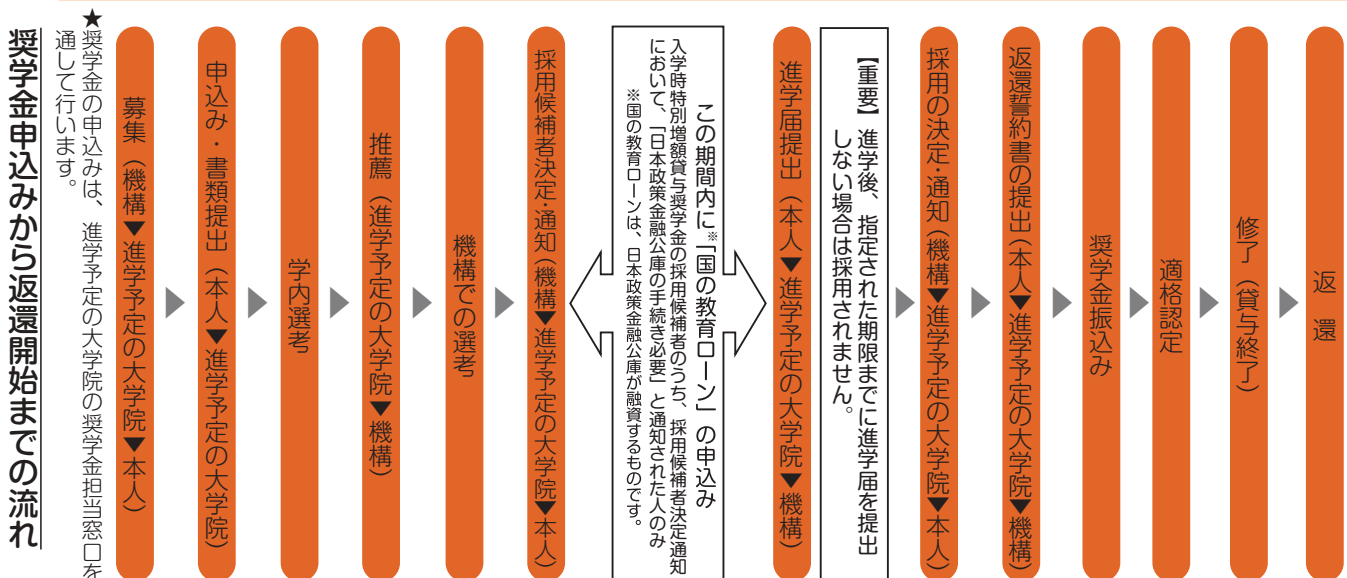 奨学金申込みから返還開始までの流れ
★奨学金の申込みは、進学予定の大学院の奨学金担当窓口を
通して行います。
募集（機構▼進学予定の大学院▼本人）
申込み・書類提出（本人▼進学予定の大学院）
学内選考
推薦（進学予定の大学院▼機構）
機構での選考
採用候補者決定・通知（機構▼進学予定の大学院▼本人）
この期間内に※「国の教育ローン」の申込み
入学時特別増額貸与奨学金の採用候補者のうち、採用候補者決定通知
において、「日本政策金融公庫の手続き必要」と通知された人のみ
※国の教育ローンは、日本政策金融公庫が融資するものです。
進学届提出（本人▼進学予定の大学院▼機構）
【重要】進学後、指定された期限までに進学届を提出
しない場合は採用されません。
採用の決定・通知（機構▼進学予定の大学院▼本人）
返還誓約書の提出（本人▼進学予定の大学院▼機構）
奨学金振込み
適格認定
修了（貸与終了）
返還